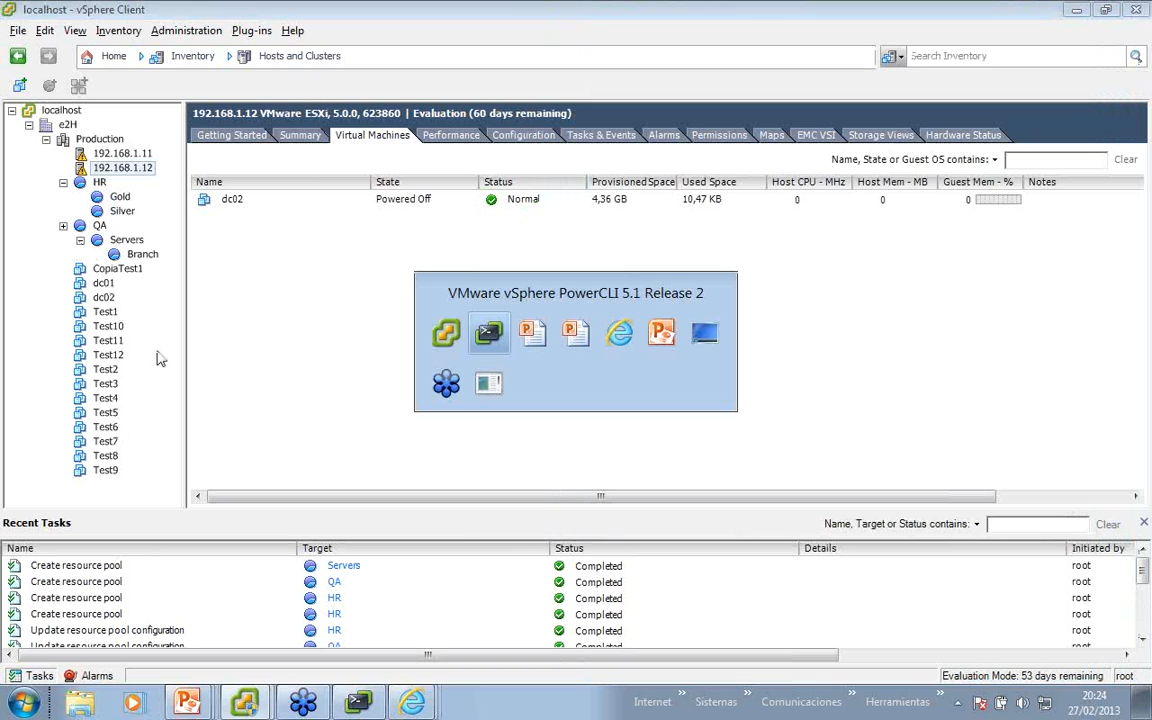 localhost - vSphere Client
File Edit View Inventory Administration Plug-ins Help
Home Inventory Hosts and Clusters Search Inventory
localhost
e2H
Production
192.168.1.11
192.168.1.12
HR
Gold
Silver
QA
Servers
Branch
CopiaTest1
dc01
dc02
Test1
Test10
Test11
Test12
Test2
Test3
Test4
Test5
Test6
Test7
Test8
Test9
192.168.1.12 VMware ESXi, 5.0.0, 623860 | Evaluation (60 days remaining)
Getting Started Summary Virtual Machines Performance Configuration Tasks & Events Alarms Permissions Maps EMC VSI Storage Views Hardware Status
Name, State or Guest OS contains: Clear
Name State Status Provisioned Space Used Space Host CPU - MHz Host Mem - MB Guest Mem - % Notes
dc02 Powered Off Normal 4,36 GB 10,47 KB 0 0 0
VMware vSphere PowerCLI 5.1 Release 2
Recent Tasks Name, Target or Status contains: Clear
Name Target Status Details Initiated by
Create resource pool Servers Completed root
Create resource pool QA Completed root
Create resource pool HR Completed root
Create resource pool HR Completed root
Update resource pool configuration HR Completed root
Update resource pool configuration QA Completed root
Tasks Alarms Evaluation Mode: 53 days remaining root
Internet » Sistemas » Comunicaciones » Herramientas » 20:24
27/02/2013